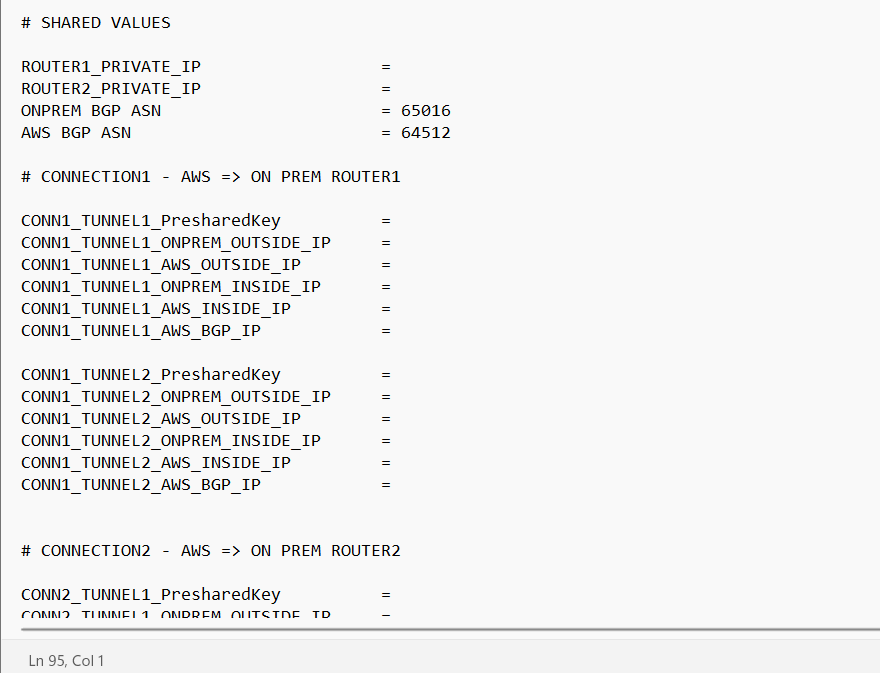 # SHARED VALUES
ROUTER1_PRIVATE_IP =
ROUTER2_PRIVATE_IP =
ONPREM BGP ASN = 65016
AWS BGP ASN = 64512
# CONNECTION1 - AWS => ON PREM ROUTER1
CONN1_TUNNEL1_PresharedKey =
CONN1_TUNNEL1_ONPREM_OUTSIDE_IP =
CONN1_TUNNEL1_AWS_OUTSIDE_IP =
CONN1_TUNNEL1_ONPREM_INSIDE_IP =
CONN1_TUNNEL1_AWS_INSIDE_IP =
CONN1_TUNNEL1_AWS_BGP_IP =
CONN1_TUNNEL2_PresharedKey =
CONN1_TUNNEL2_ONPREM_OUTSIDE_IP =
CONN1_TUNNEL2_AWS_OUTSIDE_IP =
CONN1_TUNNEL2_ONPREM_INSIDE_IP =
CONN1_TUNNEL2_AWS_INSIDE_IP =
CONN1_TUNNEL2_AWS_BGP_IP =
# CONNECTION2 - AWS => ON PREM ROUTER2
CONN2_TUNNEL1_PresharedKey =
CONN2_TUNNEL1_ONPREM_OUTSIDE_IP =
Ln 95, Col 1